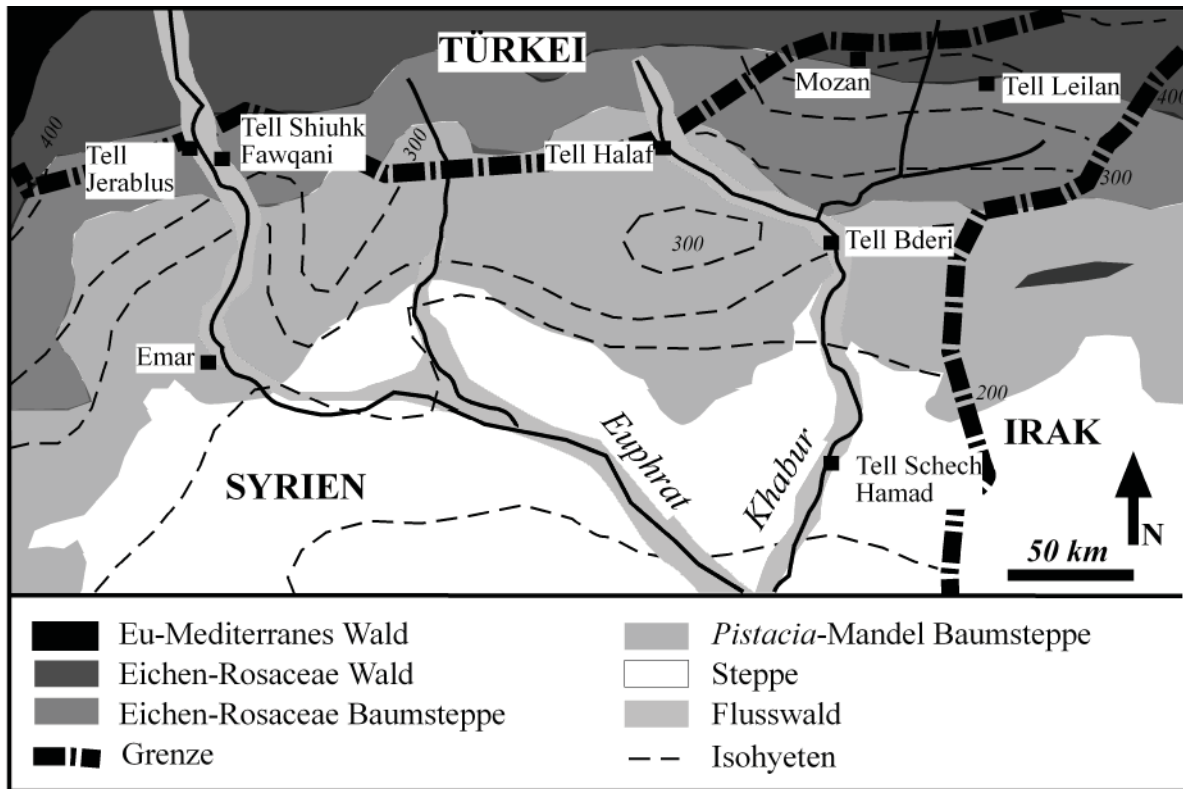 TÜRKEI
Mozan
Tell Leilan
400
400
Tell Shiuhk
Fawqani
300
Tell
Jerablus
Tell Halaf
300
300
Tell Bderi
Emar
200
IRAK
Euphrat
Khabur
SYRIEN
Tell Schech
Hamad
N
50 km
Eu-Mediterranes Wald
Eichen-Rosaceae Wald
Eichen-Rosaceae Baumsteppe
Grenze
Pistacia-Mandel Baumsteppe
Steppe
Flusswald
Isohyeten